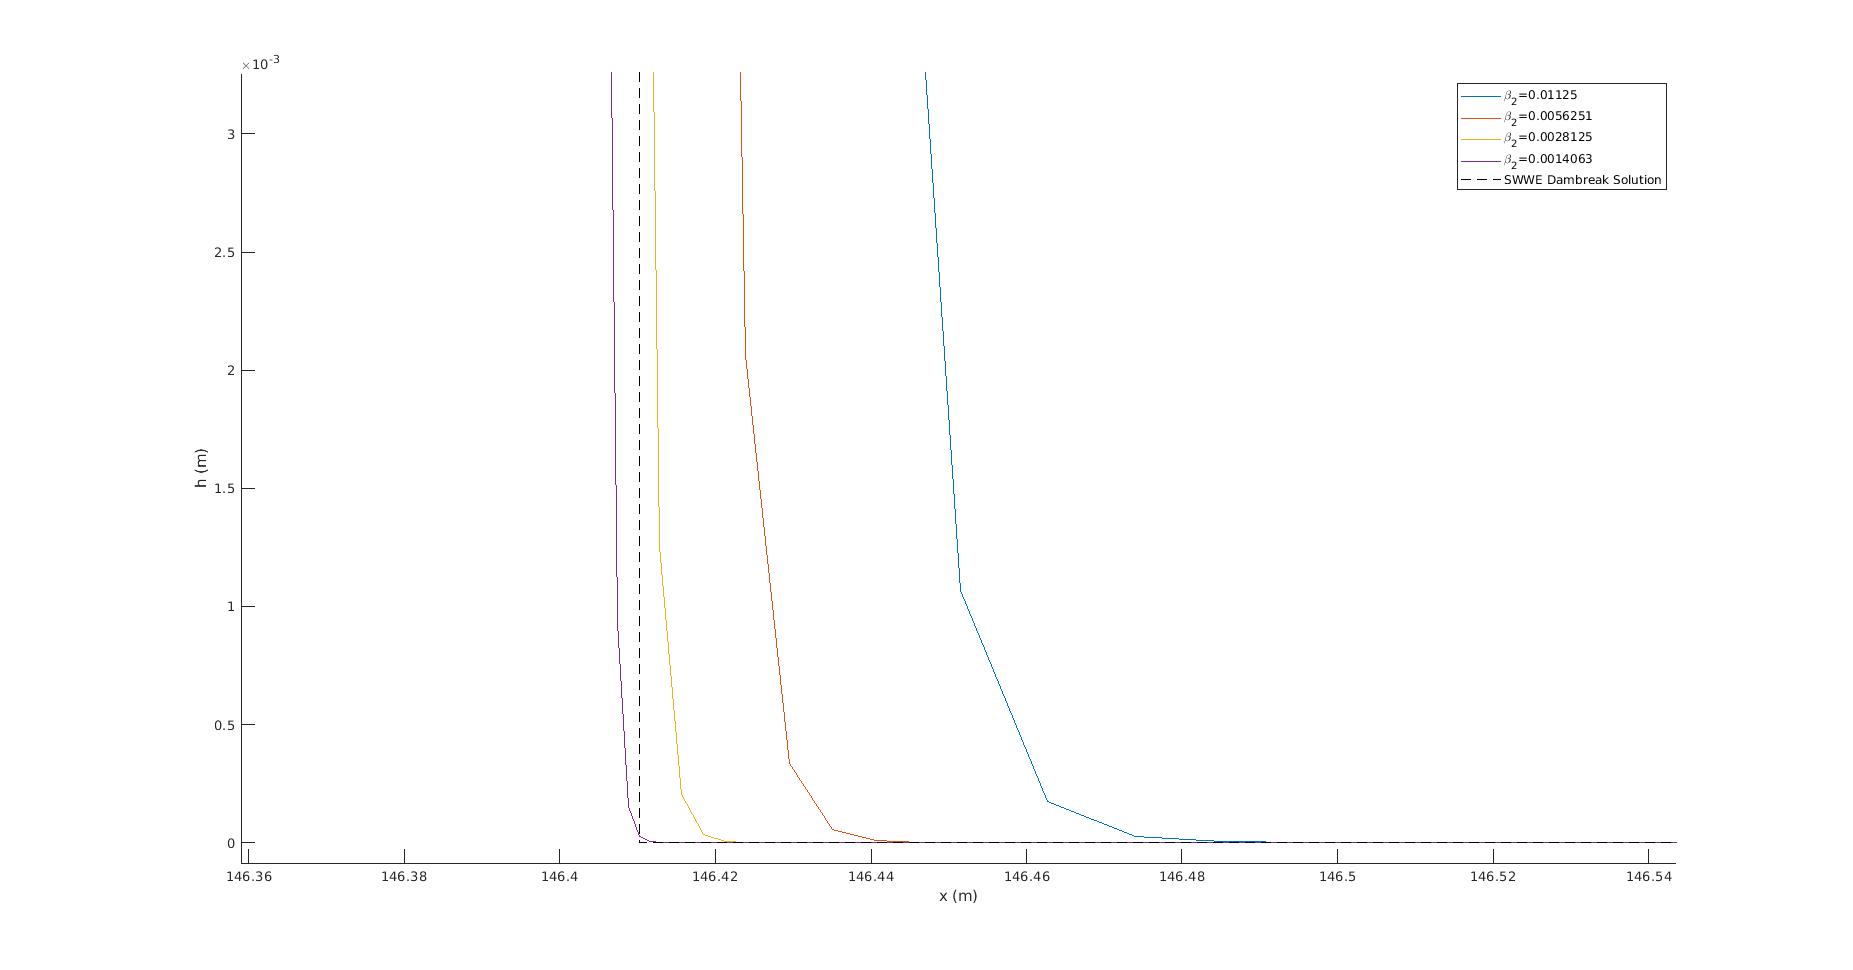 ×10⁻³
3
2.5
2
1.5
1
0.5
0
h (m)
146.36 146.38 146.4 146.42 146.44 146.46 146.48 146.5 146.52 146.54
x (m)
β₂=0.01125
β₂=0.0056251
β₂=0.0028125
β₂=0.0014063
SWWE Dambreak Solution